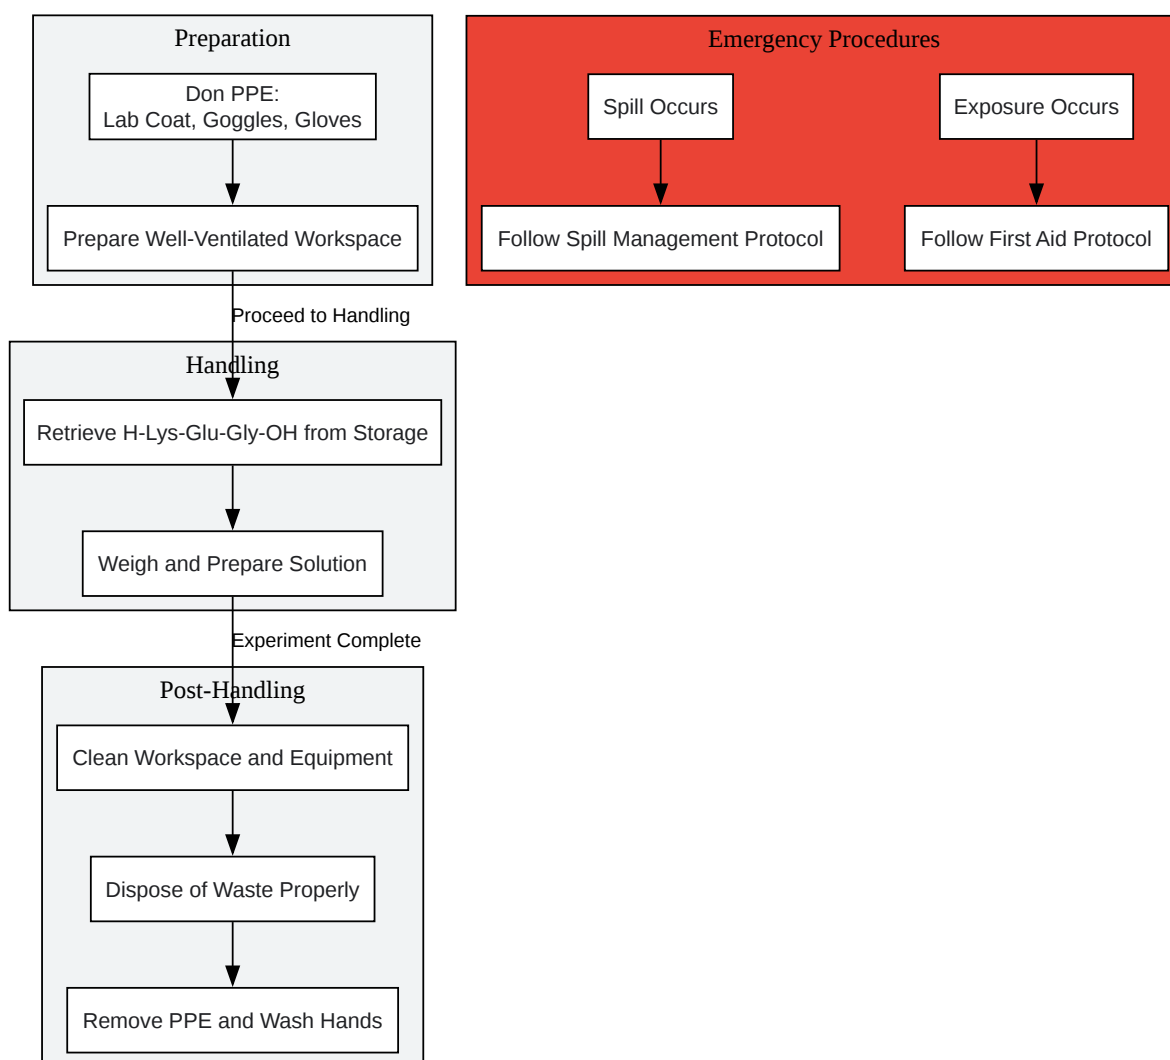 Preparation
Don PPE:
Lab Coat, Goggles, Gloves
Prepare Well-Ventilated Workspace
Proceed to Handling
Handling
Retrieve H-Lys-Glu-Gly-OH from Storage
Weigh and Prepare Solution
Experiment Complete
Post-Handling
Clean Workspace and Equipment
Dispose of Waste Properly
Remove PPE and Wash Hands
Emergency Procedures
Spill Occurs
Follow Spill Management Protocol
Exposure Occurs
Follow First Aid Protocol